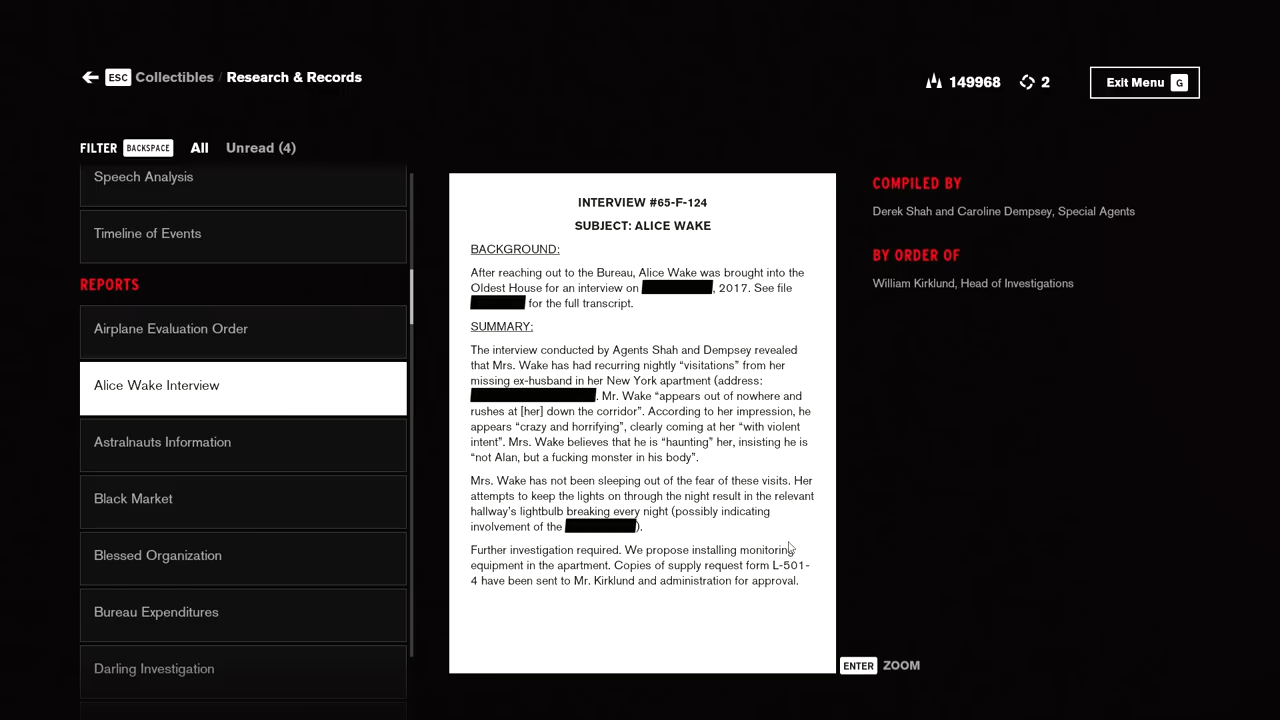 ESC Collectibles / Research & Records
149968 2 Exit Menu G
FILTER BACKSPACE All Unread (4)
Speech Analysis
Timeline of Events
REPORTS
Airplane Evaluation Order
Alice Wake Interview
Astralnauts Information
Black Market
Blessed Organization
Bureau Expenditures
Darling Investigation
INTERVIEW #65-F-124
SUBJECT: ALICE WAKE
BACKGROUND:
After reaching out to the Bureau, Alice Wake was brought into the
Oldest House for an interview on , 2017. See file
for the full transcript.
SUMMARY:
The interview conducted by Agents Shah and Dempsey revealed
that Mrs. Wake has had recurring nightly “visitations” from her
missing ex-husband in her New York apartment (address:
. Mr. Wake “appears out of nowhere and
rushes at [her] down the corridor”. According to her impression, he
appears “crazy and horrifying”, clearly coming at her “with violent
intent”. Mrs. Wake believes that he is “haunting” her, insisting he is
“not Alan, but a fucking monster in his body”.
Mrs. Wake has not been sleeping out of the fear of these visits. Her
attempts to keep the lights on through the night result in the relevant
hallway’s lightbulb breaking every night (possibly indicating
involvement of the ).
Further investigation required. We propose installing monitoring
equipment in the apartment. Copies of supply request form L-501-
4 have been sent to Mr. Kirklund and administration for approval.
ENTER ZOOM
COMPILED BY
Derek Shah and Caroline Dempsey, Special Agents
BY ORDER OF
William Kirklund, Head of Investigations